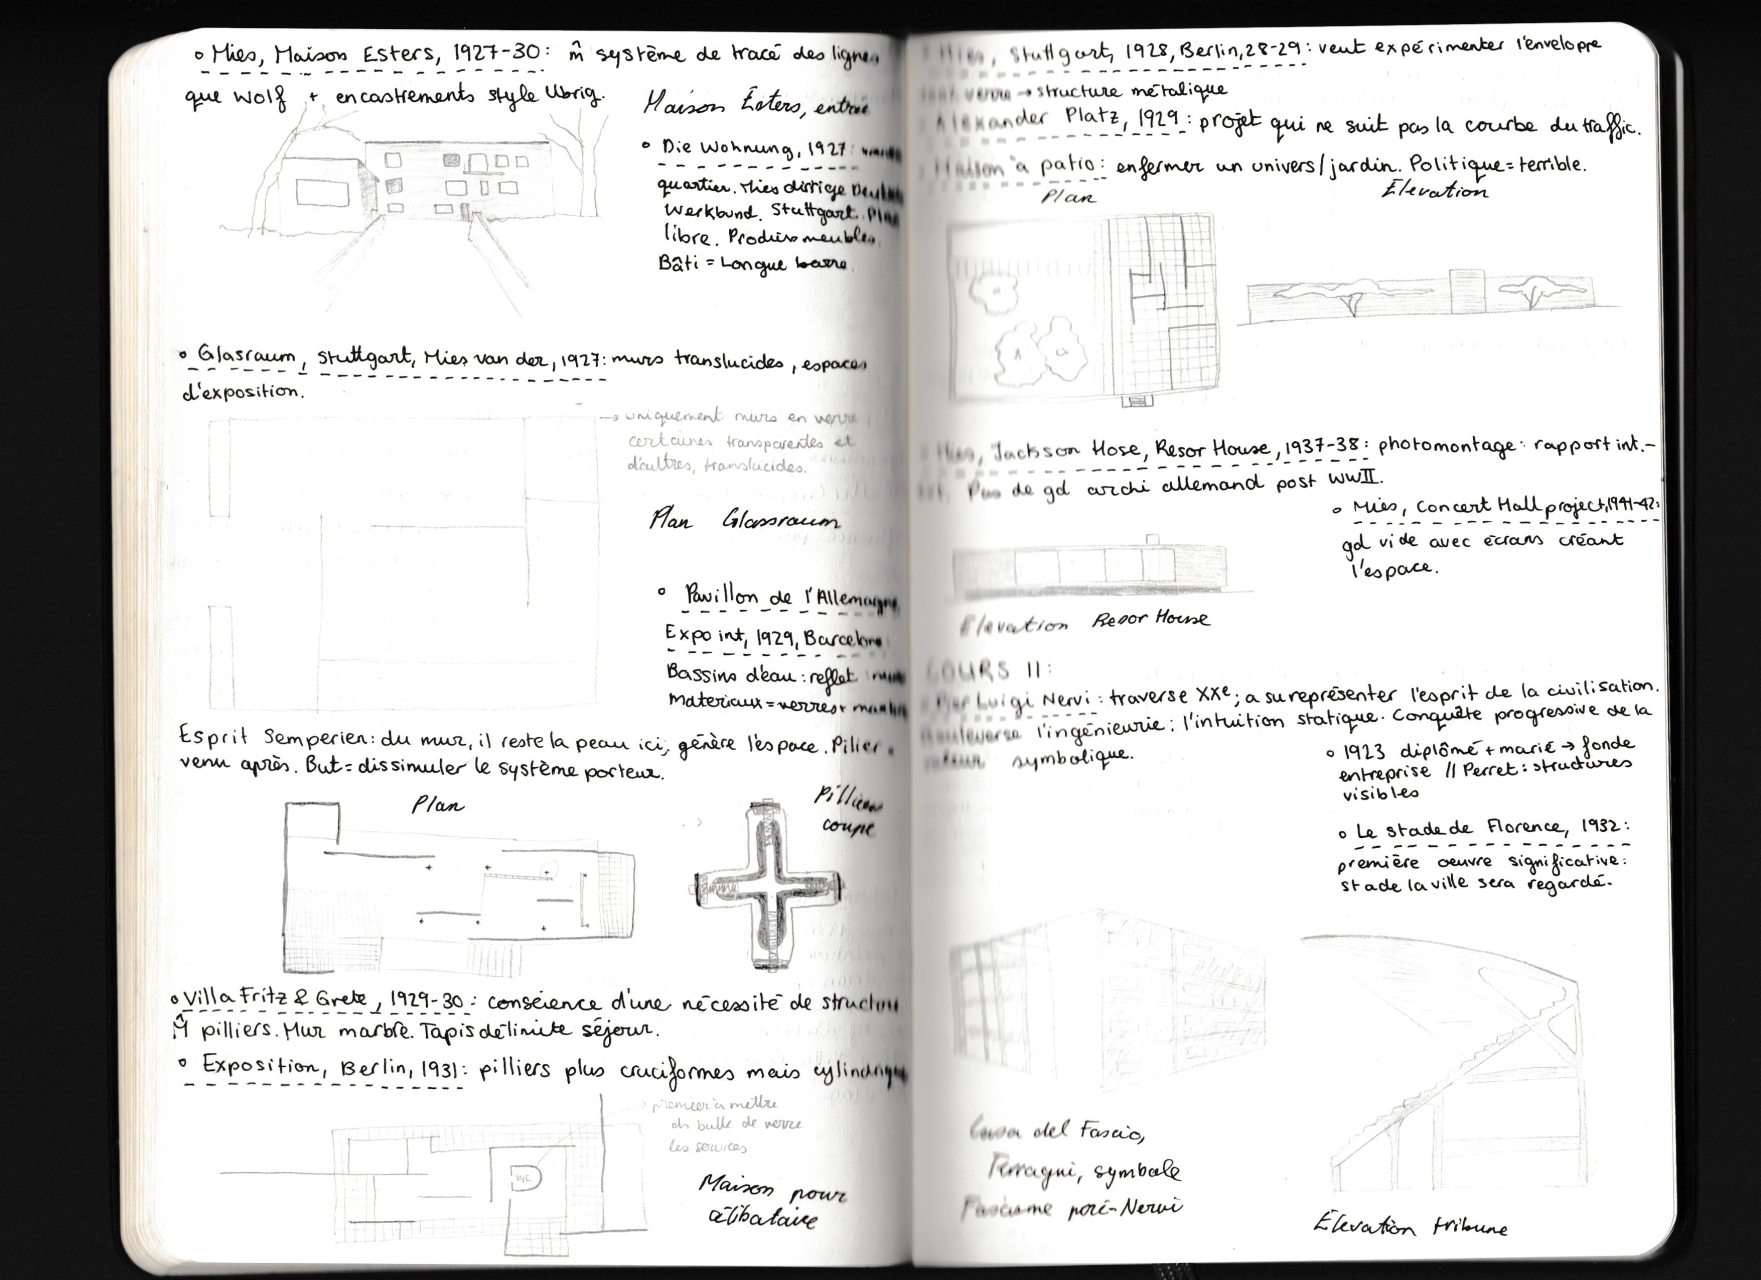 Mies, Maison Esters, 1927-30: m̂ système de tracé des lignes
que Wolf + encastrements style Ubrig.
Maison Esters, entrée
Die Wohnung, 1927:
quartier. Mies dirige
Werkbund. Stuttgart. Plan
libre. Produirs meubles.
Bâti = Longue barre.
Glasraum, Stuttgart, Mies van der, 1927: murs translucides, espaces
d'exposition.
→ uniquement murs en verre,
certaines transparentes et
d'autres, translucides.
Plan Glassraum
Pavillon de l'Allemagne,
Expo int, 1929, Barcelone
Bassins d'eau: reflet
materiaux = verres +
Esprit Semperien: du mur, il reste la peau ici, génère l'espace. Pilier
venu après. But = dissimuler le système porteur.
Plan
Pilliers
coupe
Villa Fritz & Grete, 1929-30: conscience d'une nécessité de structure
M̂ pilliers. Mur marbre. Tapis délimite séjour.
Exposition, Berlin, 1931: pilliers plus cruciformes mais cylindriques
→ premier à mettre
ds bulle de verre
les services
WC
Maison pour
célibataire
Mies, Stuttgart, 1928, Berlin, 28-29: veut expérimenter l'enveloppe
tout verre → structure métalique
Alexander Platz, 1929: projet qui ne suit pas la courbe du traffic.
Maison à patio: enfermer un univers/jardin. Politique = terrible.
Plan
Élevation
Mies, Jackson Hose, Resor House, 1937-38: photomontage: rapport int.-
ext. Pas de gd archi allemand post WWII.
Mies, Concert Hall project, 1941-42:
gd vide avec écrans créant
l'espace.
Elevation Resor House
COURS 11:
Pier Luigi Nervi: traverse XXe; a su représenter l'esprit de la civilisation.
Bouleverse l'ingénieurie: l'intuition statique. Conquête progressive de la
valeur symbolique.
1923 diplômé + marié → fonde
entreprise // Perret: structures
visibles
Le stade de Florence, 1932:
première oeuvre significative:
stade la ville sera regardé.
Casa del Fascio,
Terragni, symbole
Fascisme pré-Nervi
Élevation tribune